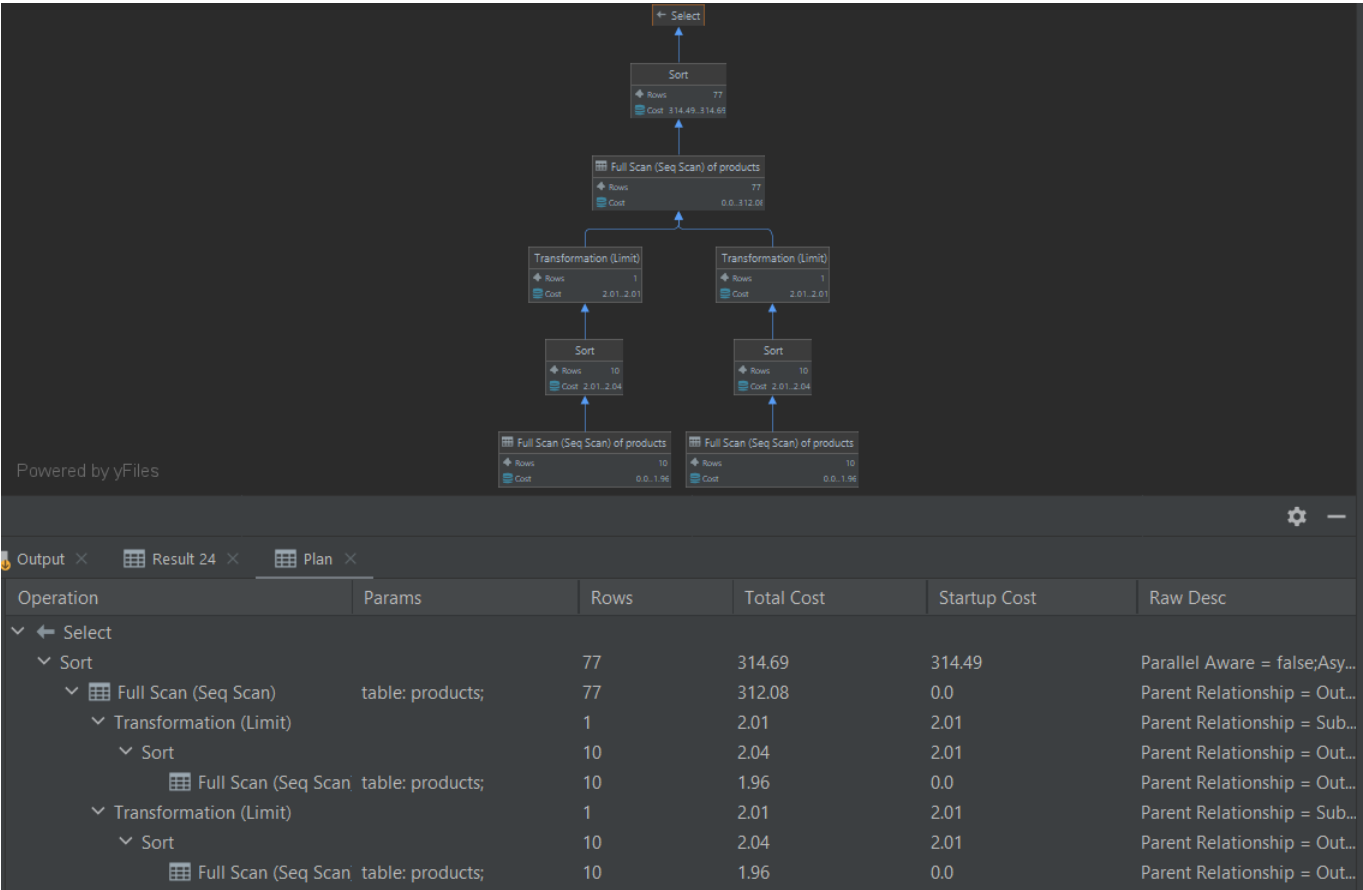 ← Select
Sort
Rows 77
Cost 314.49..314.69
Full Scan (Seq Scan) of products
Rows 77
Cost 0.0..312.08
Transformation (Limit) Transformation (Limit)
Rows 1 Rows 1
Cost 2.01..2.01 Cost 2.01..2.01
Sort Sort
Rows 10 Rows 10
Cost 2.01..2.04 Cost 2.01..2.04
Full Scan (Seq Scan) of products Full Scan (Seq Scan) of products
Rows 10 Rows 10
Cost 0.0..1.96 Cost 0.0..1.96
Powered by yFiles
Output Result 24 Plan
Operation Params Rows Total Cost Startup Cost Raw Desc
← Select
Sort 77 314.69 314.49 Parallel Aware = false;Asy...
Full Scan (Seq Scan) table: products; 77 312.08 0.0 Parent Relationship = Out...
Transformation (Limit) 1 2.01 2.01 Parent Relationship = Sub...
Sort 10 2.04 2.01 Parent Relationship = Out...
Full Scan (Seq Scan) table: products; 10 1.96 0.0 Parent Relationship = Out...
Transformation (Limit) 1 2.01 2.01 Parent Relationship = Sub...
Sort 10 2.04 2.01 Parent Relationship = Out...
Full Scan (Seq Scan) table: products; 10 1.96 0.0 Parent Relationship = Out...